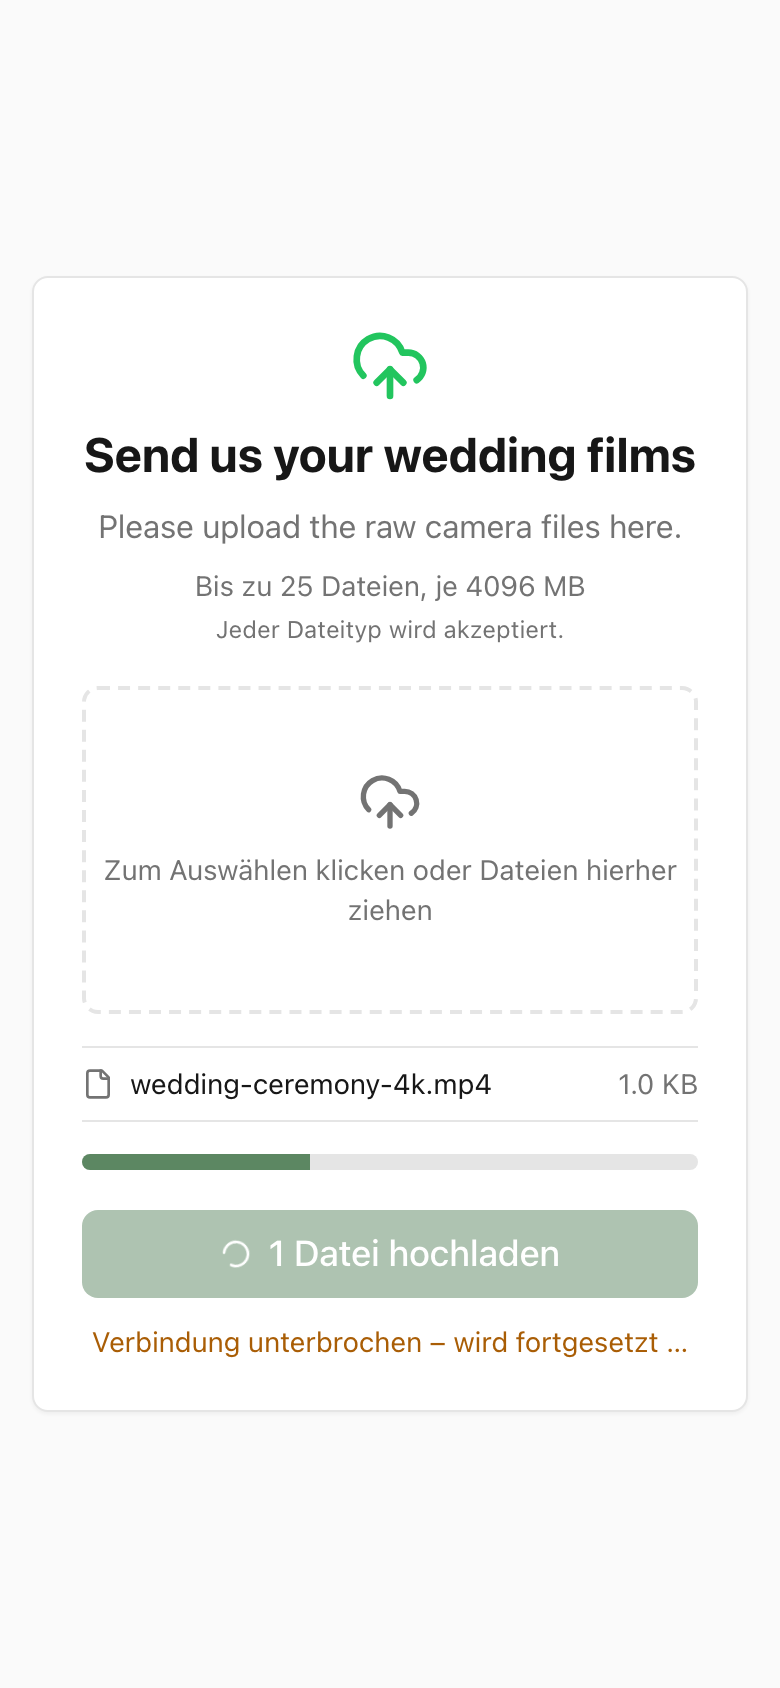 Send us your wedding films
Please upload the raw camera files here.
Bis zu 25 Dateien, je 4096 MB
Jeder Dateityp wird akzeptiert.
Zum Auswählen klicken oder Dateien hierher
ziehen
wedding-ceremony-4k.mp4 1.0 KB
1 Datei hochladen
Verbindung unterbrochen – wird fortgesetzt ...